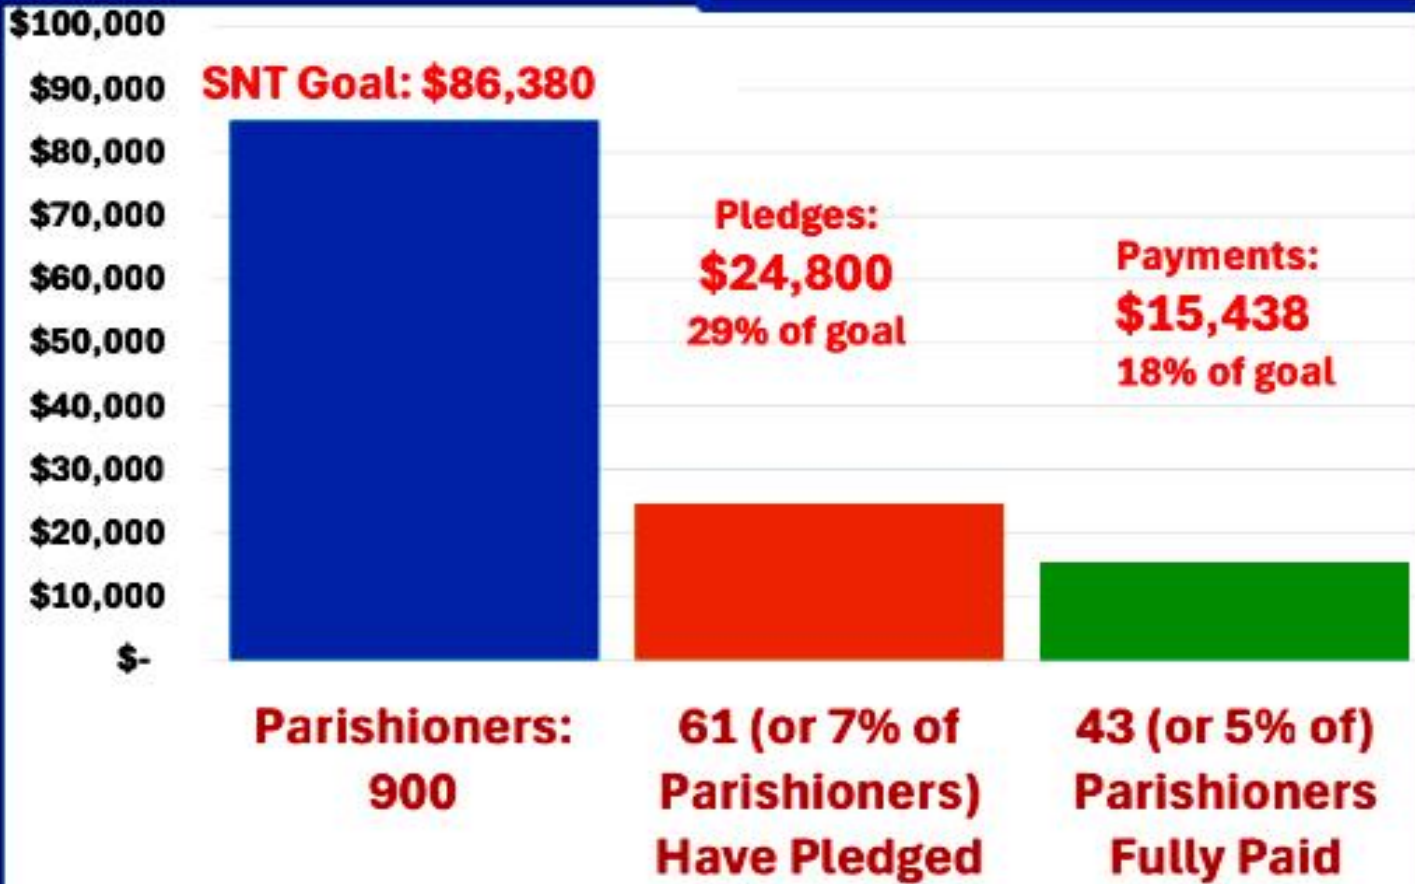 $100,000
$90,000
$80,000
$70,000
$60,000
$50,000
$40,000
$30,000
$20,000
$10,000
$-
SNT Goal: $86,380
Pledges:
$24,800
29% of goal
Payments:
$15,438
18% of goal
Parishioners:
900
61 (or 7% of
Parishioners)
Have Pledged
43 (or 5% of)
Parishioners
Fully Paid